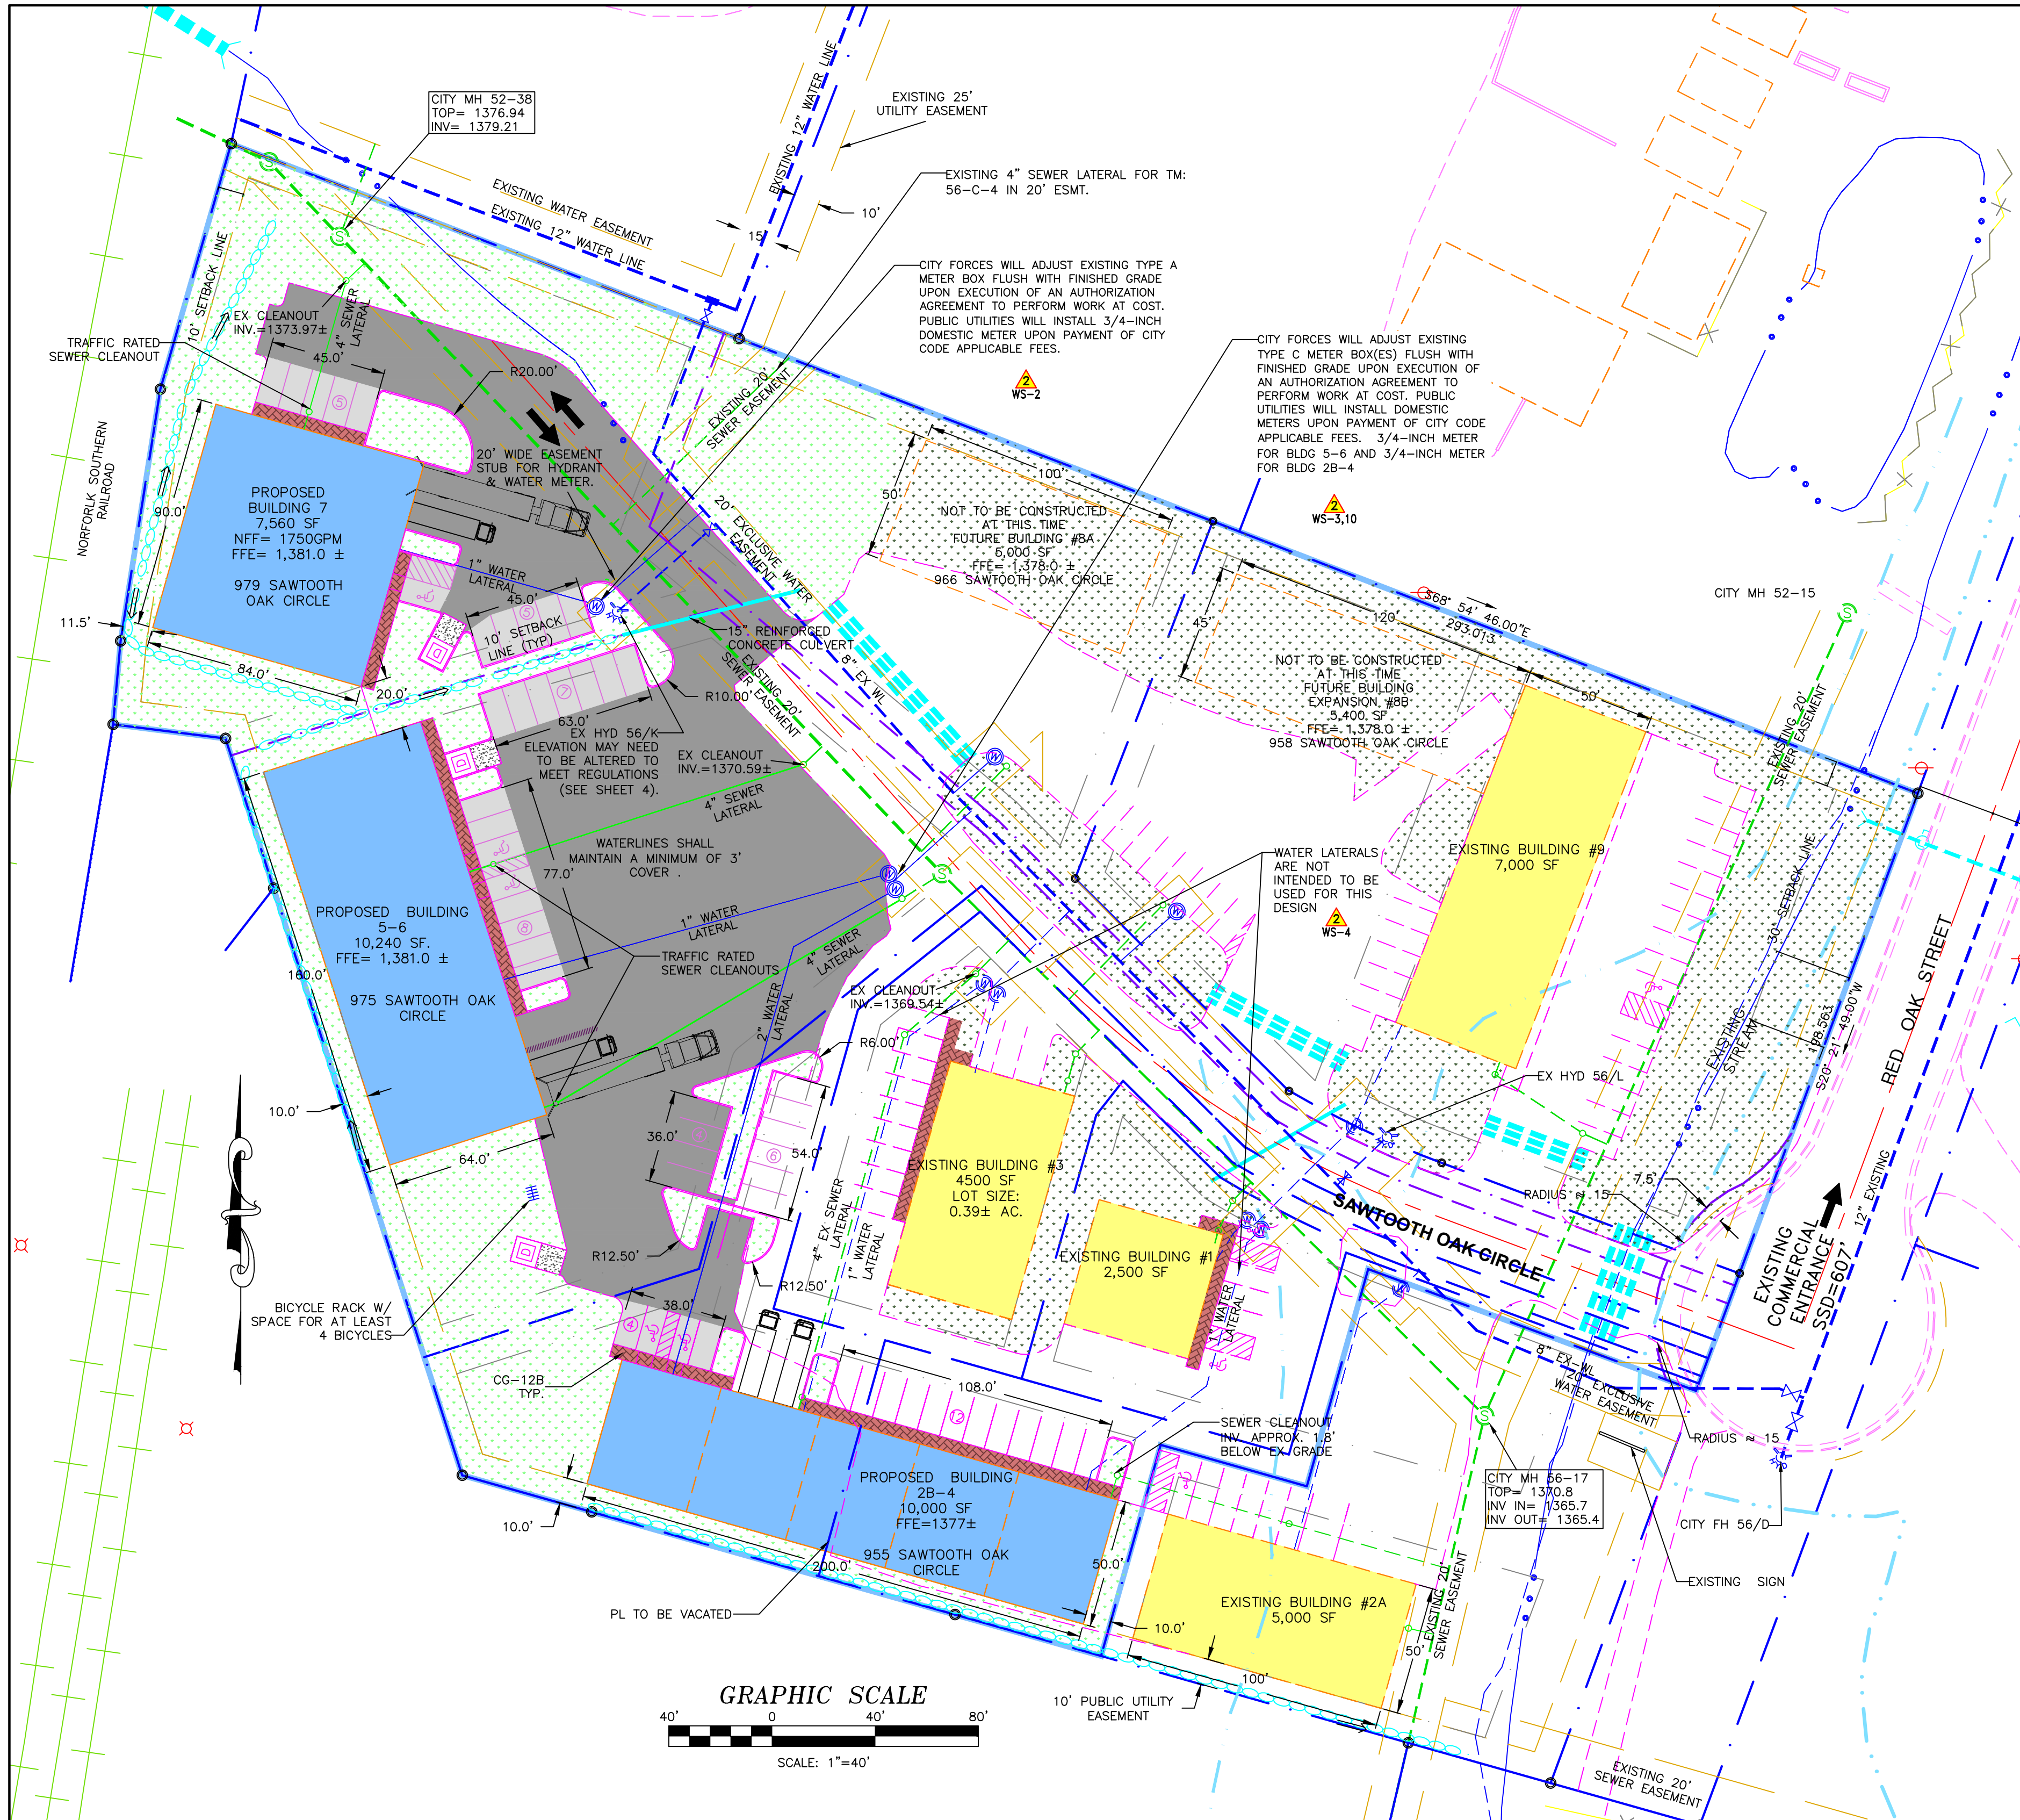 CITY MH 52-38
TOP= 1376.94
INV= 1379.21
EXISTING 25'
UTILITY EASEMENT
EXISTING 12" WATER LINE
EXISTING WATER EASEMENT
EXISTING 12" WATER LINE
15'
10'
EXISTING 4" SEWER LATERAL FOR TM:
56-C-4 IN 20' ESMT.
CITY FORCES WILL ADJUST EXISTING TYPE A
METER BOX FLUSH WITH FINISHED GRADE
UPON EXECUTION OF AN AUTHORIZATION
AGREEMENT TO PERFORM WORK AT COST.
PUBLIC UTILITIES WILL INSTALL 3/4-INCH
DOMESTIC METER UPON PAYMENT OF CITY
CODE APPLICABLE FEES.
2
WS-2
CITY FORCES WILL ADJUST EXISTING
TYPE C METER BOX(ES) FLUSH WITH
FINISHED GRADE UPON EXECUTION OF
AN AUTHORIZATION AGREEMENT TO
PERFORM WORK AT COST. PUBLIC
UTILITIES WILL INSTALL DOMESTIC
METERS UPON PAYMENT OF CITY CODE
APPLICABLE FEES. 3/4-INCH METER
FOR BLDG 5-6 AND 3/4-INCH METER
FOR BLDG 2B-4
2
WS-3,10
10' SETBACK LINE
EX CLEANOUT
INV.=1373.97±
4" SEWER
LATERAL
TRAFFIC RATED
SEWER CLEANOUT
45.0'
5
R20.00'
EXISTING 20'
SEWER EASEMENT
NORFORLK SOUTHERN
RAILROAD
20' WIDE EASEMENT
STUB FOR HYDRANT
& WATER METER.
PROPOSED
BUILDING 7
7,560 SF
NFF= 1750GPM
FFE= 1,381.0 ±
979 SAWTOOTH
OAK CIRCLE
90.0'
84.0'
11.5'
20.0'
1" WATER
LATERAL
45.0'
5
10' SETBACK
LINE (TYP)
20' EXCLUSIVE WATER
EASEMENT
15" REINFORCED
CONCRETE CULVERT
EXISTING 20'
SEWER EASEMENT
8" EX WL
R10.00'
7
63.0'
EX HYD 56/K
ELEVATION MAY NEED
TO BE ALTERED TO
MEET REGULATIONS
(SEE SHEET 4).
EX CLEANOUT
INV.=1370.59±
4" SEWER
LATERAL
100'
50'
NOT TO BE CONSTRUCTED
AT THIS TIME
FUTURE BUILDING #8A
5,000 SF
FFE= 1,378.0 ±
966 SAWTOOTH OAK CIRCLE
120'
45'
50'
NOT TO BE CONSTRUCTED
AT THIS TIME
FUTURE BUILDING
EXPANSION #8B
5,400 SF
FFE= 1,378.0 ±
958 SAWTOOTH OAK CIRCLE
S68° 54' 46.00"E
293.013
CITY MH 52-15
EXISTING 20'
SEWER EASEMENT
EXISTING BUILDING #9
7,000 SF
30' SETBACK LINE
EXISTING
STREAM
198.563
S20° 21' 49.00"W
RED OAK STREET
12" EXISTING
WATERLINES SHALL
MAINTAIN A MINIMUM OF 3'
COVER .
77.0'
8
D
PROPOSED BUILDING
5-6
10,240 SF.
FFE= 1,381.0 ±
975 SAWTOOTH OAK
CIRCLE
160.0'
64.0'
10.0'
1" WATER
LATERAL
TRAFFIC RATED
SEWER CLEANOUTS
4" SEWER
LATERAL
2" WATER
LATERAL
WATER LATERALS
ARE NOT
INTENDED TO BE
USED FOR THIS
DESIGN
2
WS-4
EX CLEANOUT
INV.=1369.54±
R6.00'
36.0'
6
54.0'
R12.50'
R12.50'
4" EX SEWER
LATERAL
1" WATER
LATERAL
EXISTING BUILDING #3
4500 SF
LOT SIZE:
0.39± AC.
EXISTING BUILDING #1
2,500 SF
1" WATER
LATERAL
EX HYD 56/L
RADIUS ≈ 15
7.5'
SAWTOOTH OAK CIRCLE
EXISTING
COMMERCIAL
ENTRANCE
SSD=607'
8" EX-WL
20' EXCLUSIVE
WATER EASEMENT
RADIUS ≈ 15
BICYCLE RACK W/
SPACE FOR AT LEAST
4 BICYCLES
D
4
38.0'
CG-12B
TYP.
108.0'
12
SEWER CLEANOUT
INV. APPROX. 1.8'
BELOW EX GRADE
CITY MH 56-17
TOP= 1370.8
INV IN= 1365.7
INV OUT= 1365.4
CITY FH 56/D
EXISTING SIGN
PROPOSED BUILDING
2B-4
10,000 SF
FFE=1377±
955 SAWTOOTH OAK
CIRCLE
200.0'
50.0'
10.0'
10.0'
PL TO BE VACATED
EXISTING BUILDING #2A
5,000 SF
100'
50'
EXISTING 20'
SEWER EASEMENT
10' PUBLIC UTILITY
EASEMENT
EXISTING 20'
SEWER EASEMENT
GRAPHIC SCALE
40' 0 40' 80'
SCALE: 1"=40'